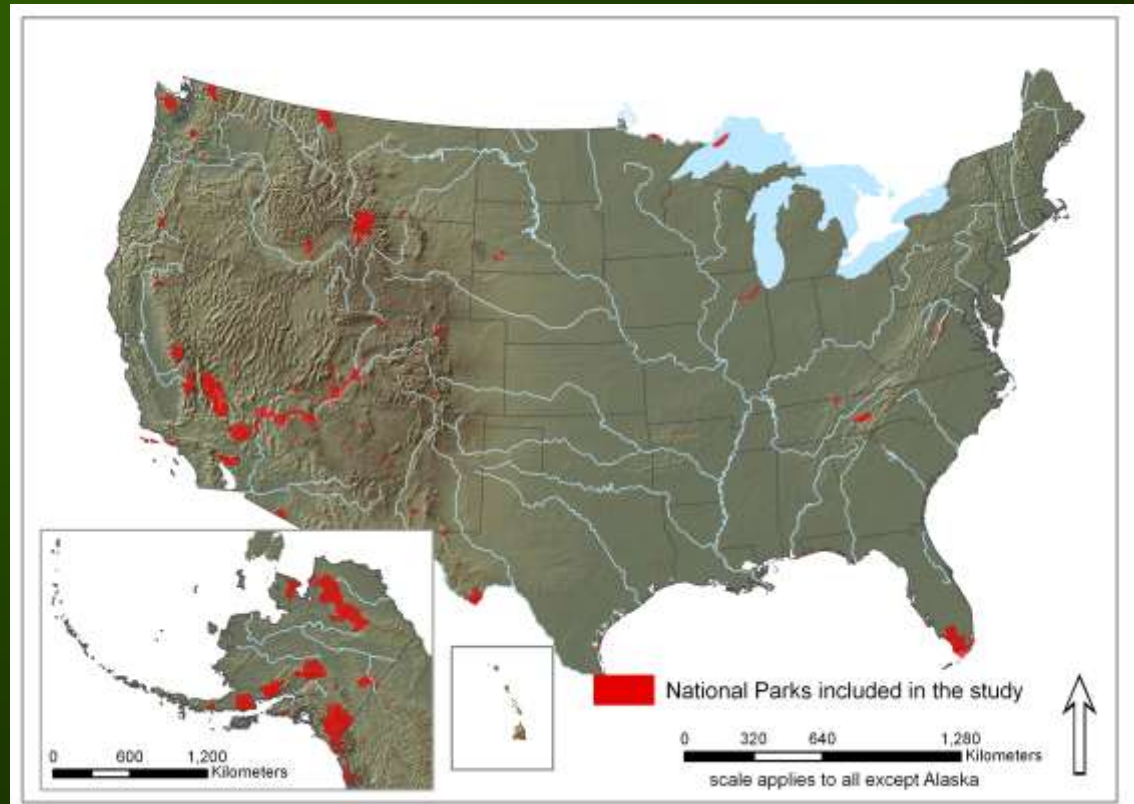 National Parks included in the study
0 320 640 1,280
Kilometers
scale applies to all except Alaska
0 600 1,200
Kilometers